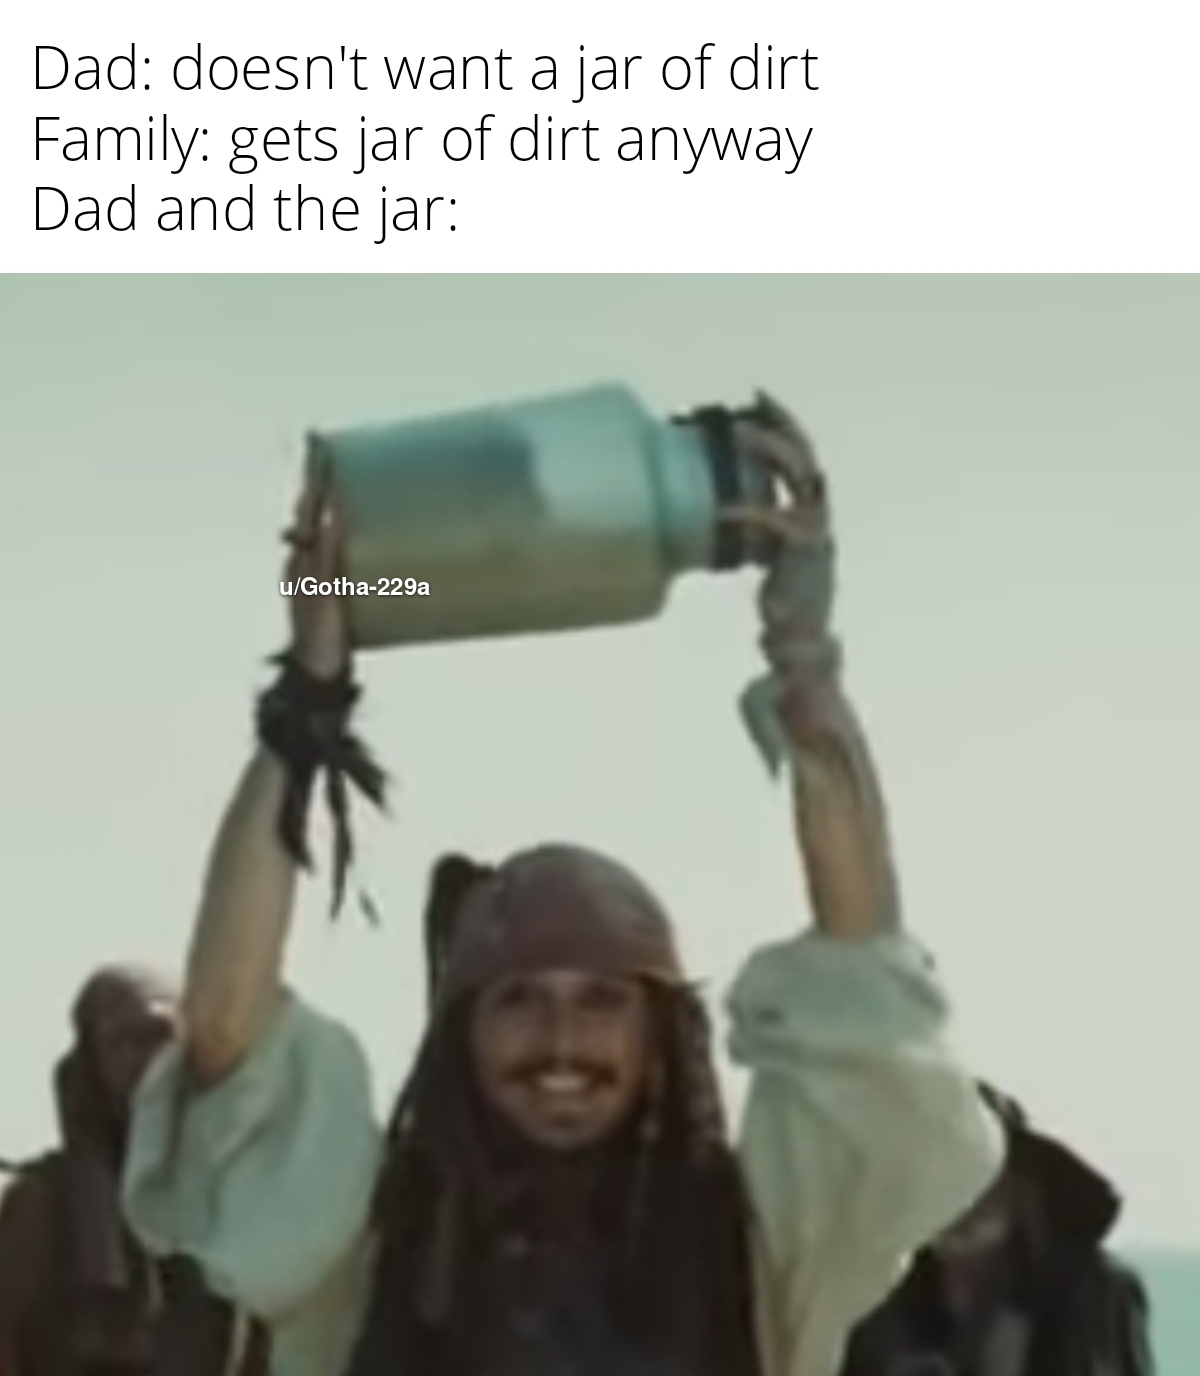 Dad: doesn't want a jar of dirt
Family: gets jar of dirt anyway
Dad and the jar:
u/Gotha-229a